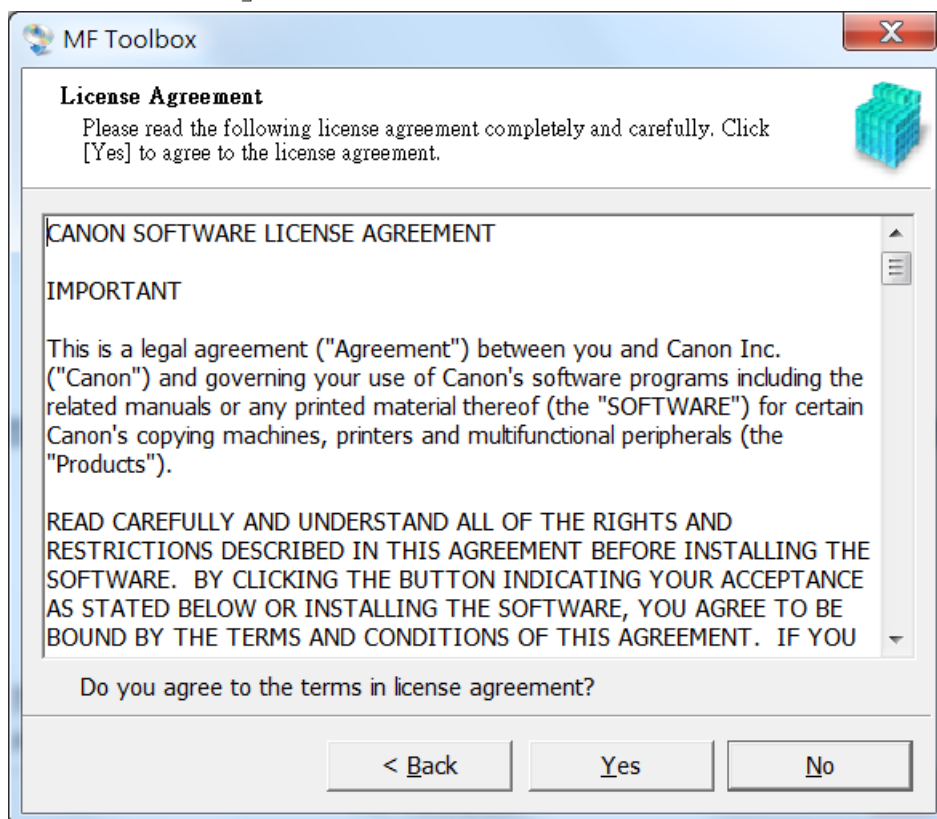 MF Toolbox
License Agreement
Please read the following license agreement completely and carefully. Click
[Yes] to agree to the license agreement.
CANON SOFTWARE LICENSE AGREEMENT
IMPORTANT
This is a legal agreement ("Agreement") between you and Canon Inc.
("Canon") and governing your use of Canon's software programs including the
related manuals or any printed material thereof (the "SOFTWARE") for certain
Canon's copying machines, printers and multifunctional peripherals (the
"Products").
READ CAREFULLY AND UNDERSTAND ALL OF THE RIGHTS AND
RESTRICTIONS DESCRIBED IN THIS AGREEMENT BEFORE INSTALLING THE
SOFTWARE.  BY CLICKING THE BUTTON INDICATING YOUR ACCEPTANCE
AS STATED BELOW OR INSTALLING THE SOFTWARE, YOU AGREE TO BE
BOUND BY THE TERMS AND CONDITIONS OF THIS AGREEMENT.  IF YOU
Do you agree to the terms in license agreement?
< Back
Yes
No